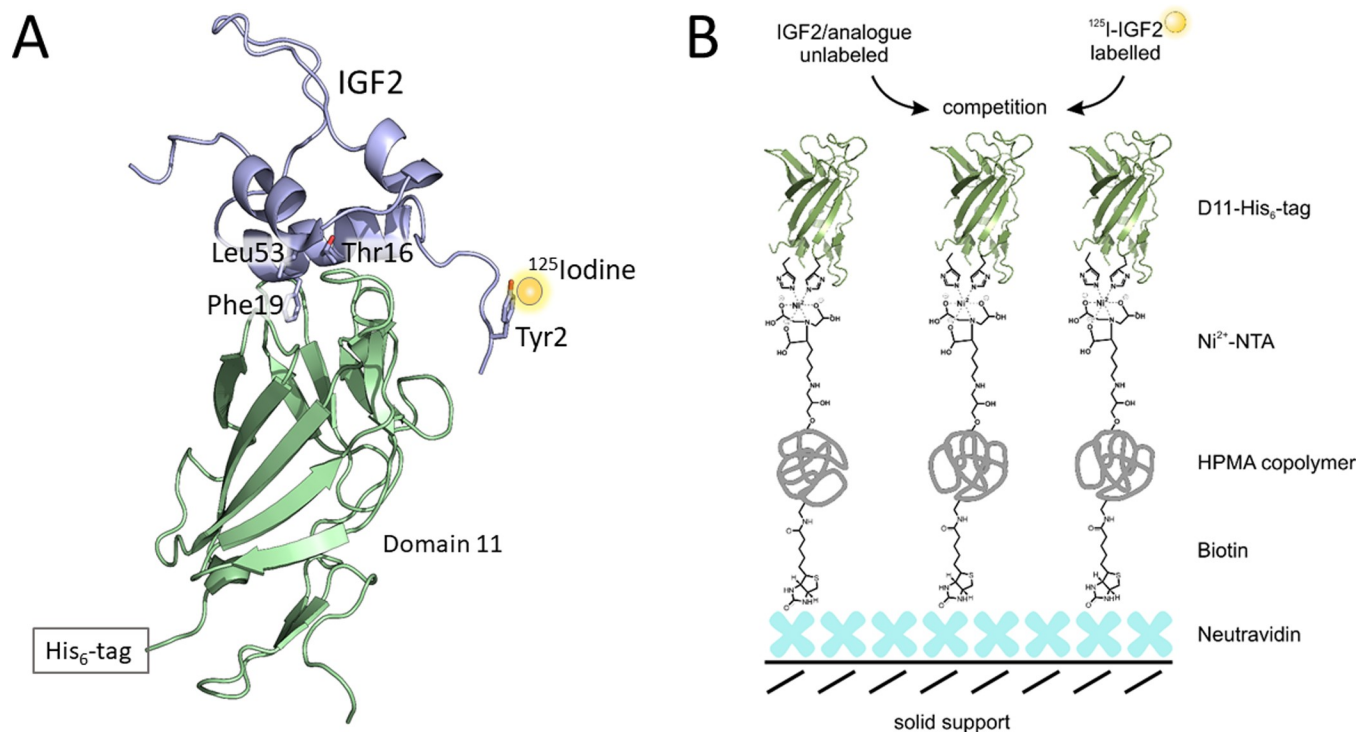 A
IGF2
Leu53
Thr16
Phe19
¹²⁵Iodine
Tyr2
Domain 11
His₆-tag
B
IGF2/analogue
unlabeled
¹²⁵I-IGF2
labelled
competition
D11-His₆-tag
Ni²⁺-NTA
HPMA copolymer
Biotin
Neutravidin
solid support